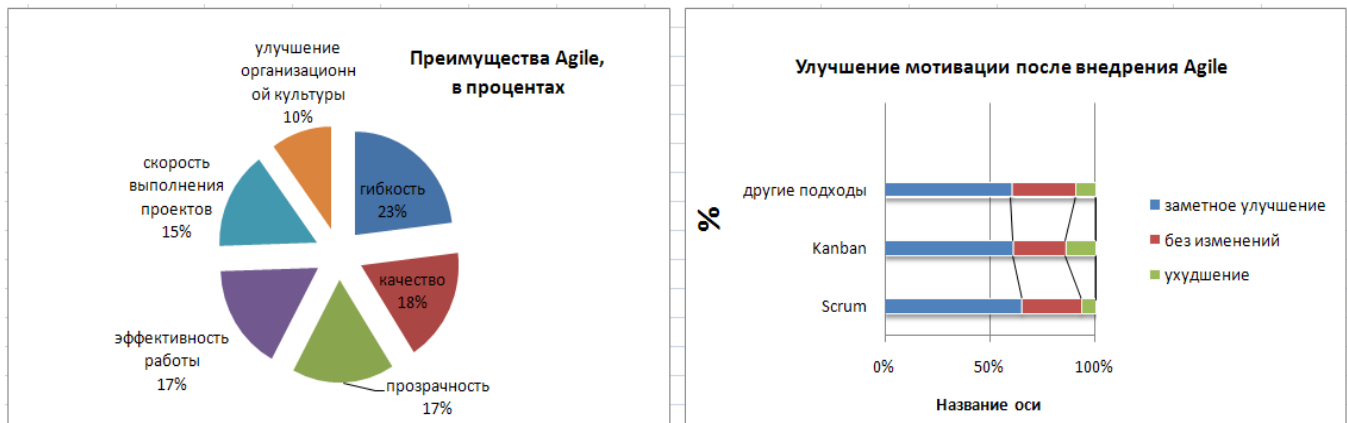 Преимущества Agile,
в процентах
улучшение
организационн
ой культуры
10%
гибкость
23%
качество
18%
прозрачность
17%
эффективность
работы
17%
скорость
выполнения
проектов
15%
Улучшение мотивации после внедрения Agile
%
другие подходы
Kanban
Scrum
0%
50%
100%
Название оси
заметное улучшение
без изменений
ухудшение